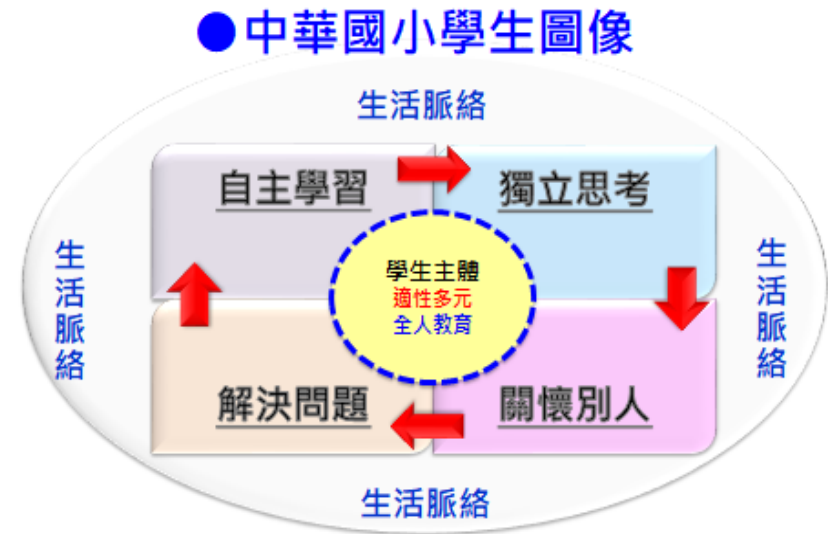 ●中華國小學生圖像
生活脈絡
自主學習
獨立思考
生活脈絡
學生主體
適性多元
全人教育
生活脈絡
解決問題
關懷別人
生活脈絡